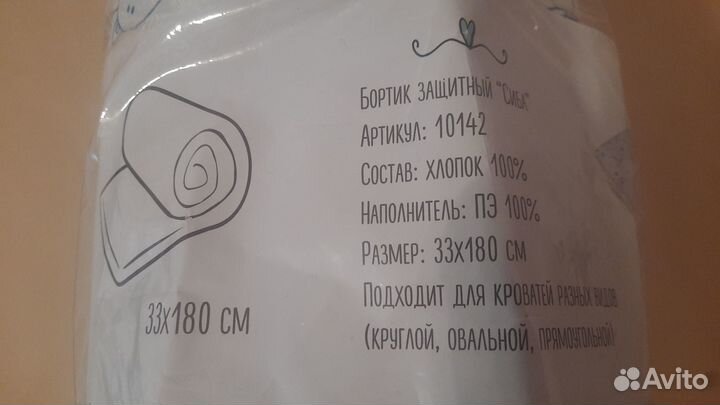 Бортик защитный "Сиба"
Артикул: 10142
Состав: хлопок 100%
Наполнитель: ПЭ 100%
Размер: 33х180 см
Подходит для кроватей разных видов
(круглой, овальной, прямоугольной)
33х180 см
Avito